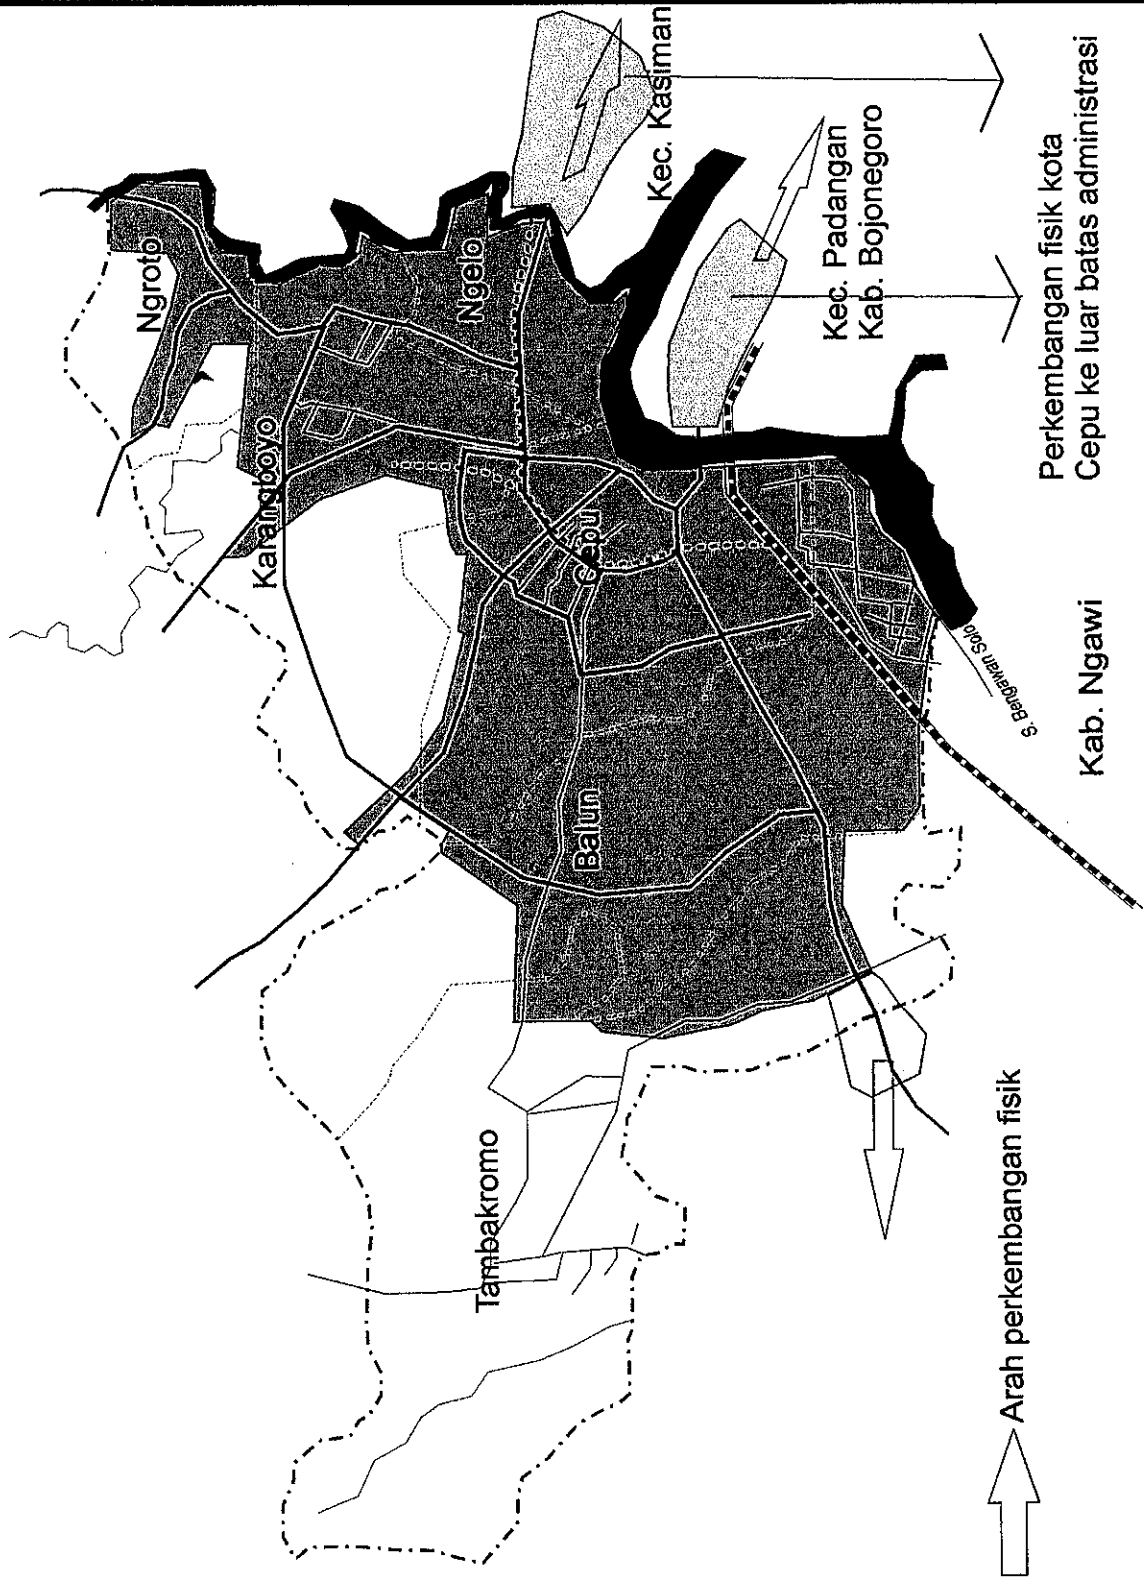 Ngroto
Karangboyo
Ngelo
Kec. Kasiman
Cepu
Kec. Padangan
Kab. Bojonegoro
Balun
Tambakromo
S. Bengawan Solo
Kab. Ngawi
Perkembangan fisik kota
Cepu ke luar batas administrasi
Arah perkembangan fisik